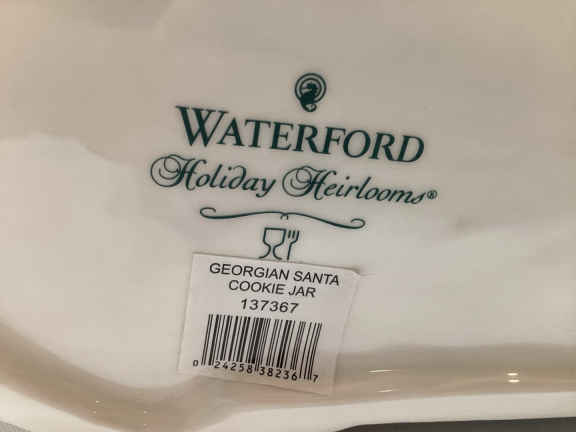 WATERFORD
Holiday Heirlooms®
GEORGIAN SANTA
COOKIE JAR
137367
0 24258 38236 7